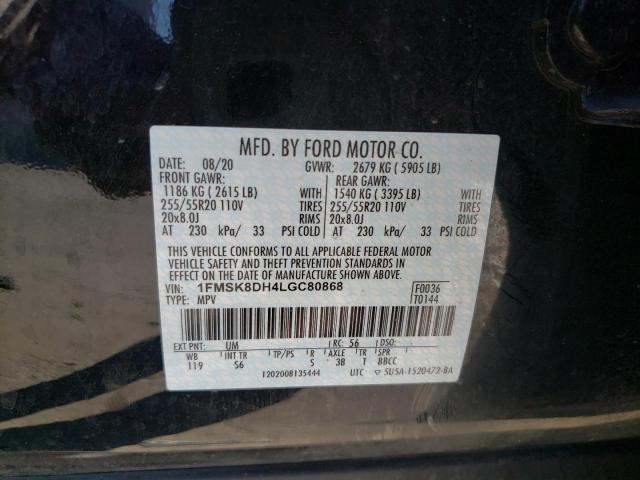 MFD. BY FORD MOTOR CO.
DATE: 08/20 GVWR: 2679 KG ( 5905 LB)
FRONT GAWR: REAR GAWR:
1186 KG ( 2615 LB) WITH 1540 KG ( 3395 LB) WITH
255/55R20 110V TIRES 255/55R20 110V TIRES
20x8.0J RIMS 20x8.0J RIMS
AT 230 kPa/ 33 PSI COLD AT 230 kPa/ 33 PSI COLD
THIS VEHICLE CONFORMS TO ALL APPLICABLE FEDERAL MOTOR
VEHICLE SAFETY AND THEFT PREVENTION STANDARDS IN EFFECT
ON THE DATE OF MANUFACTURE SHOWN ABOVE.
VIN: 1FMSK8DH4LGC80868 F0036
TYPE: MPV T0144
EXT PNT: UM RC: 56 DSO:
WB INT TR TP/PS R AXLE TR SPR
119 S6 S 3B T BBCC
1202008135444 UTC 5U5A-1520472-BA